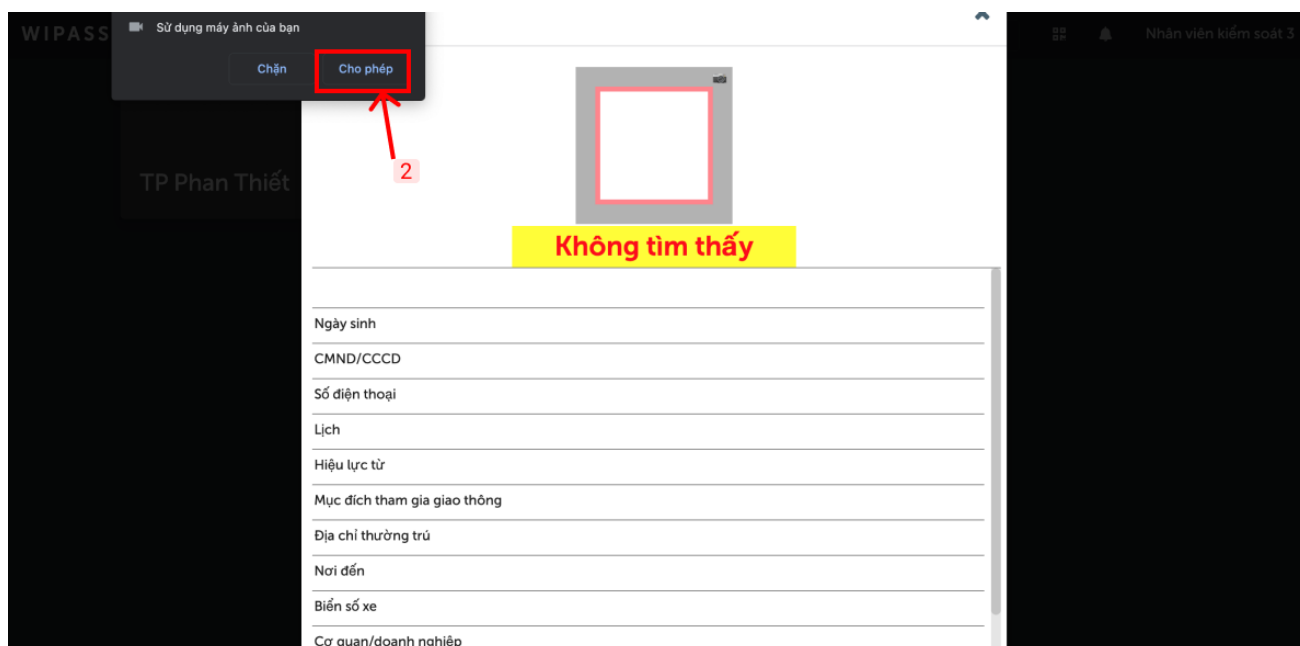 WIPASS
Sử dụng máy ảnh của bạn
Nhân viên kiểm soát 3
Chặn
Cho phép
2
TP Phan Thiết
Không tìm thấy
Ngày sinh
CMND/CCCD
Số điện thoại
Lịch
Hiệu lực từ
Mục đích tham gia giao thông
Địa chỉ thường trú
Nơi đến
Biển số xe
Cơ quan/doanh nghiệp